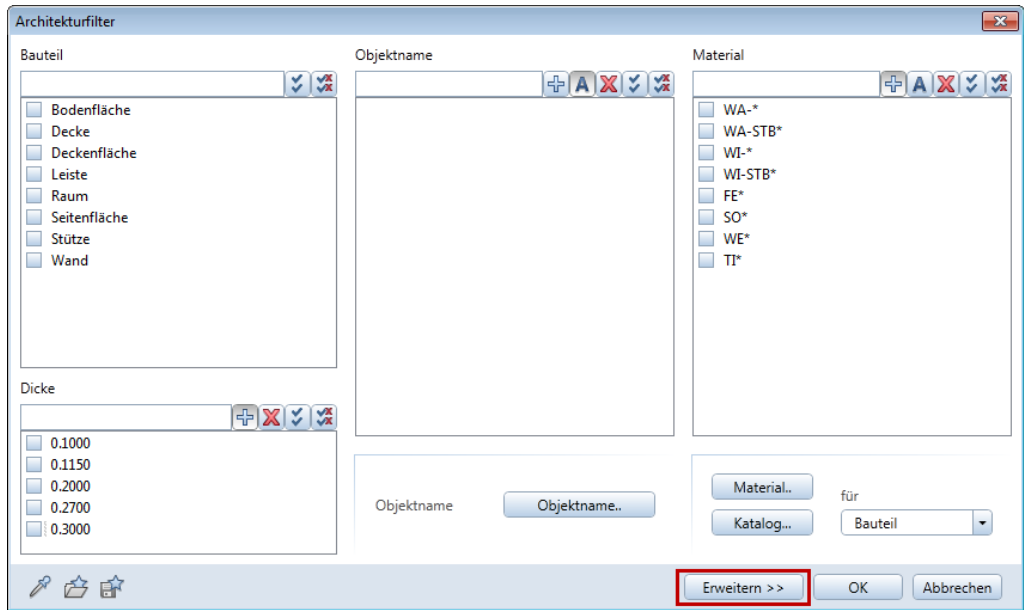 Architekturfilter
Bauteil
Bodenfläche
Decke
Deckenfläche
Leiste
Raum
Seitenfläche
Stütze
Wand
Dicke
0.1000
0.1150
0.2000
0.2700
0.3000
Objektname
A
Objektname
Objektname..
Material
A
WA-*
WA-STB*
WI-*
WI-STB*
FE*
SO*
WE*
TI*
Material..
Katalog...
für
Bauteil
Erweitern >>
OK
Abbrechen